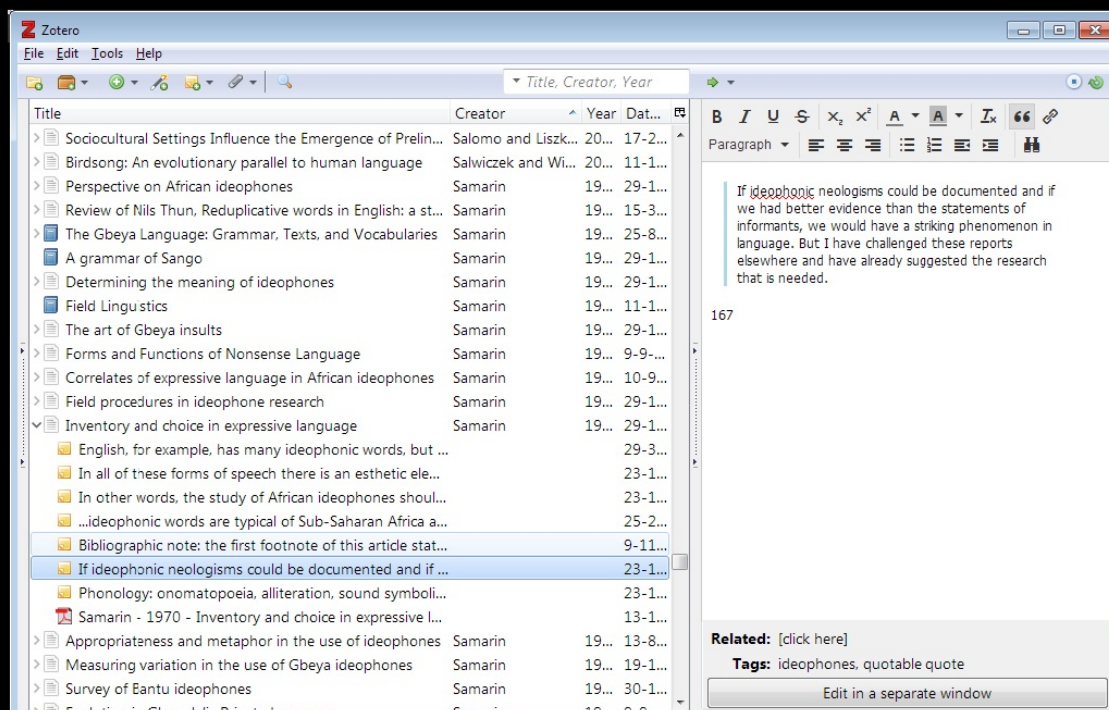 Zotero
File Edit Tools Help
Title, Creator, Year
Title Creator Year Dat...
Sociocultural Settings Influence the Emergence of Prelin... Salomo and Liszk... 20... 17-2...
Birdsong: An evolutionary parallel to human language Salwiczek and Wi... 20... 11-1...
Perspective on African ideophones Samarin 19... 29-1...
Review of Nils Thun, Reduplicative words in English: a st... Samarin 19... 15-3...
The Gbeya Language: Grammar, Texts, and Vocabularies Samarin 19... 25-8...
A grammar of Sango Samarin 19... 29-1...
Determining the meaning of ideophones Samarin 19... 29-1...
Field Linguistics Samarin 19... 11-1...
The art of Gbeya insults Samarin 19... 29-1...
Forms and Functions of Nonsense Language Samarin 19... 9-9-...
Correlates of expressive language in African ideophones Samarin 19... 10-9...
Field procedures in ideophone research Samarin 19... 29-1...
Inventory and choice in expressive language Samarin 19... 29-1...
English, for example, has many ideophonic words, but ... 29-3...
In all of these forms of speech there is an esthetic ele... 23-1...
In other words, the study of African ideophones shoul... 23-1...
...ideophonic words are typical of Sub-Saharan Africa a... 25-2...
Bibliographic note: the first footnote of this article stat... 9-11...
If ideophonic neologisms could be documented and if ... 23-1...
Phonology: onomatopoeia, alliteration, sound symboli... 23-1...
Samarin - 1970 - Inventory and choice in expressive l... 13-1...
Appropriateness and metaphor in the use of ideophones Samarin 19... 13-8...
Measuring variation in the use of Gbeya ideophones Samarin 19... 19-1...
Survey of Bantu ideophones Samarin 19... 30-1...
B I U S X₂ X² A A Tx
Paragraph
If ideophonic neologisms could be documented and if
we had better evidence than the statements of
informants, we would have a striking phenomenon in
language. But I have challenged these reports
elsewhere and have already suggested the research
that is needed.
167
Related: [click here]
Tags: ideophones, quotable quote
Edit in a separate window